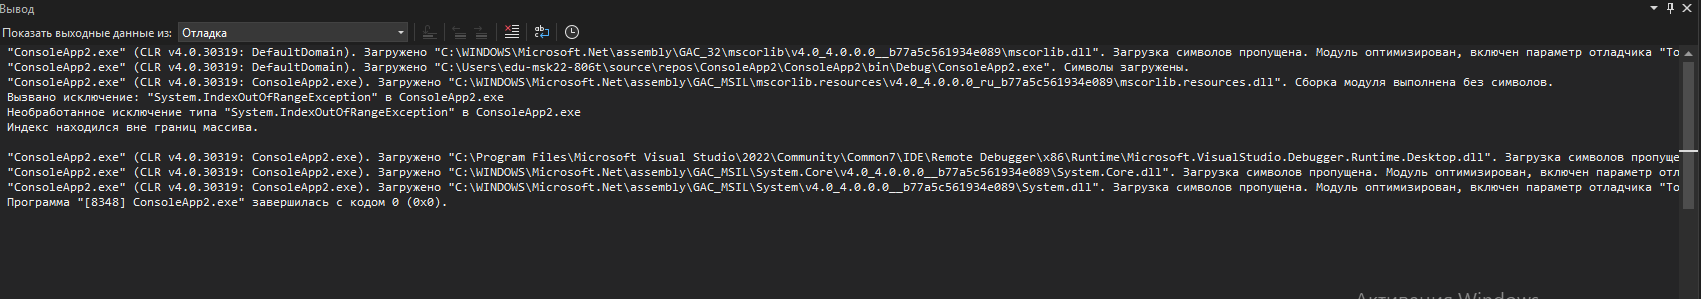 Вывод
Показать выходные данные из: Отладка
"ConsoleApp2.exe" (CLR v4.0.30319: DefaultDomain). Загружено "C:\WINDOWS\Microsoft.Net\assembly\GAC_32\mscorlib\v4.0_4.0.0.0__b77a5c561934e089\mscorlib.dll". Загрузка символов пропущена. Модуль оптимизирован, включен параметр отладчика "То
"ConsoleApp2.exe" (CLR v4.0.30319: DefaultDomain). Загружено "C:\Users\edu-msk22-806t\source\repos\ConsoleApp2\ConsoleApp2\bin\Debug\ConsoleApp2.exe". Символы загружены.
"ConsoleApp2.exe" (CLR v4.0.30319: ConsoleApp2.exe). Загружено "C:\WINDOWS\Microsoft.Net\assembly\GAC_MSIL\mscorlib.resources\v4.0_4.0.0.0_ru_b77a5c561934e089\mscorlib.resources.dll". Сборка модуля выполнена без символов.
Вызвано исключение: "System.IndexOutOfRangeException" в ConsoleApp2.exe
Необработанное исключение типа "System.IndexOutOfRangeException" в ConsoleApp2.exe
Индекс находился вне границ массива.
"ConsoleApp2.exe" (CLR v4.0.30319: ConsoleApp2.exe). Загружено "C:\Program Files\Microsoft Visual Studio\2022\Community\Common7\IDE\Remote Debugger\x86\Runtime\Microsoft.VisualStudio.Debugger.Runtime.Desktop.dll". Загрузка символов пропуще
"ConsoleApp2.exe" (CLR v4.0.30319: ConsoleApp2.exe). Загружено "C:\WINDOWS\Microsoft.Net\assembly\GAC_MSIL\System.Core\v4.0_4.0.0.0__b77a5c561934e089\System.Core.dll". Загрузка символов пропущена. Модуль оптимизирован, включен параметр отл
"ConsoleApp2.exe" (CLR v4.0.30319: ConsoleApp2.exe). Загружено "C:\WINDOWS\Microsoft.Net\assembly\GAC_MSIL\System\v4.0_4.0.0.0__b77a5c561934e089\System.dll". Загрузка символов пропущена. Модуль оптимизирован, включен параметр отладчика "То
Программа "[8348] ConsoleApp2.exe" завершилась с кодом 0 (0x0).
Активация Windows